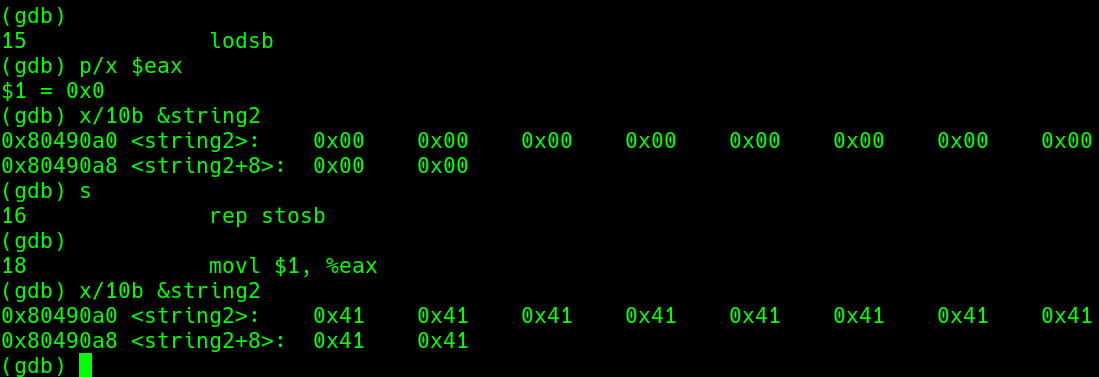 (gdb)
15              lodsb
(gdb) p/x $eax
$1 = 0x0
(gdb) x/10b &string2
0x80490a0 <string2>:    0x00    0x00    0x00    0x00    0x00    0x00    0x00    0x00
0x80490a8 <string2+8>:  0x00    0x00
(gdb) s
16              rep stosb
(gdb)
18              movl $1, %eax
(gdb) x/10b &string2
0x80490a0 <string2>:    0x41    0x41    0x41    0x41    0x41    0x41    0x41    0x41
0x80490a8 <string2+8>:  0x41    0x41
(gdb)